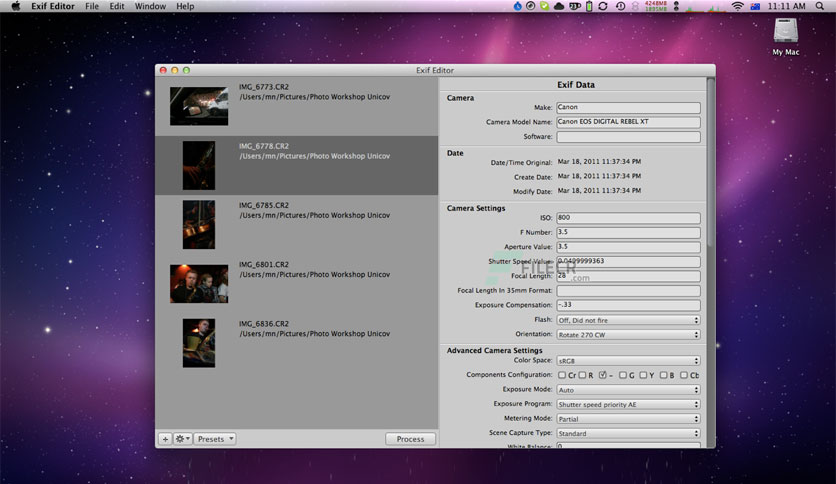 Exif Editor File Edit Window Help
4248MB
11:11 AM
My Mac
Exif Editor
IMG_6773.CR2
/Users/mn/Pictures/Photo Workshop Unicov
IMG_6778.CR2
/Users/mn/Pictures/Photo Workshop Unicov
IMG_6785.CR2
/Users/mn/Pictures/Photo Workshop Unicov
IMG_6801.CR2
/Users/mn/Pictures/Photo Workshop Unicov
IMG_6836.CR2
/Users/mn/Pictures/Photo Workshop Unicov
+ Presets Process
Exif Data
Camera
Make: Canon
Camera Model Name: Canon EOS DIGITAL REBEL XT
Software:
Date
Date/Time Original: Mar 18, 2011 11:37:34 PM
Create Date: Mar 18, 2011 11:37:34 PM
Modify Date: Mar 18, 2011 11:37:34 PM
Camera Settings
ISO: 800
F Number: 3.5
Aperture Value: 3.5
Shutter Speed Value: 0.0499999363
FILECR
.com
Focal Length: 28
Focal Length In 35mm Format:
Exposure Compensation: -.33
Flash: Off, Did not fire
Orientation: Rotate 270 CW
Advanced Camera Settings
Color Space: sRGB
Components Configuration: Cr R - G Y B Cb
Exposure Mode: Auto
Exposure Program: Shutter speed priority AE
Metering Mode: Partial
Scene Capture Type: Standard
White Balance: 0